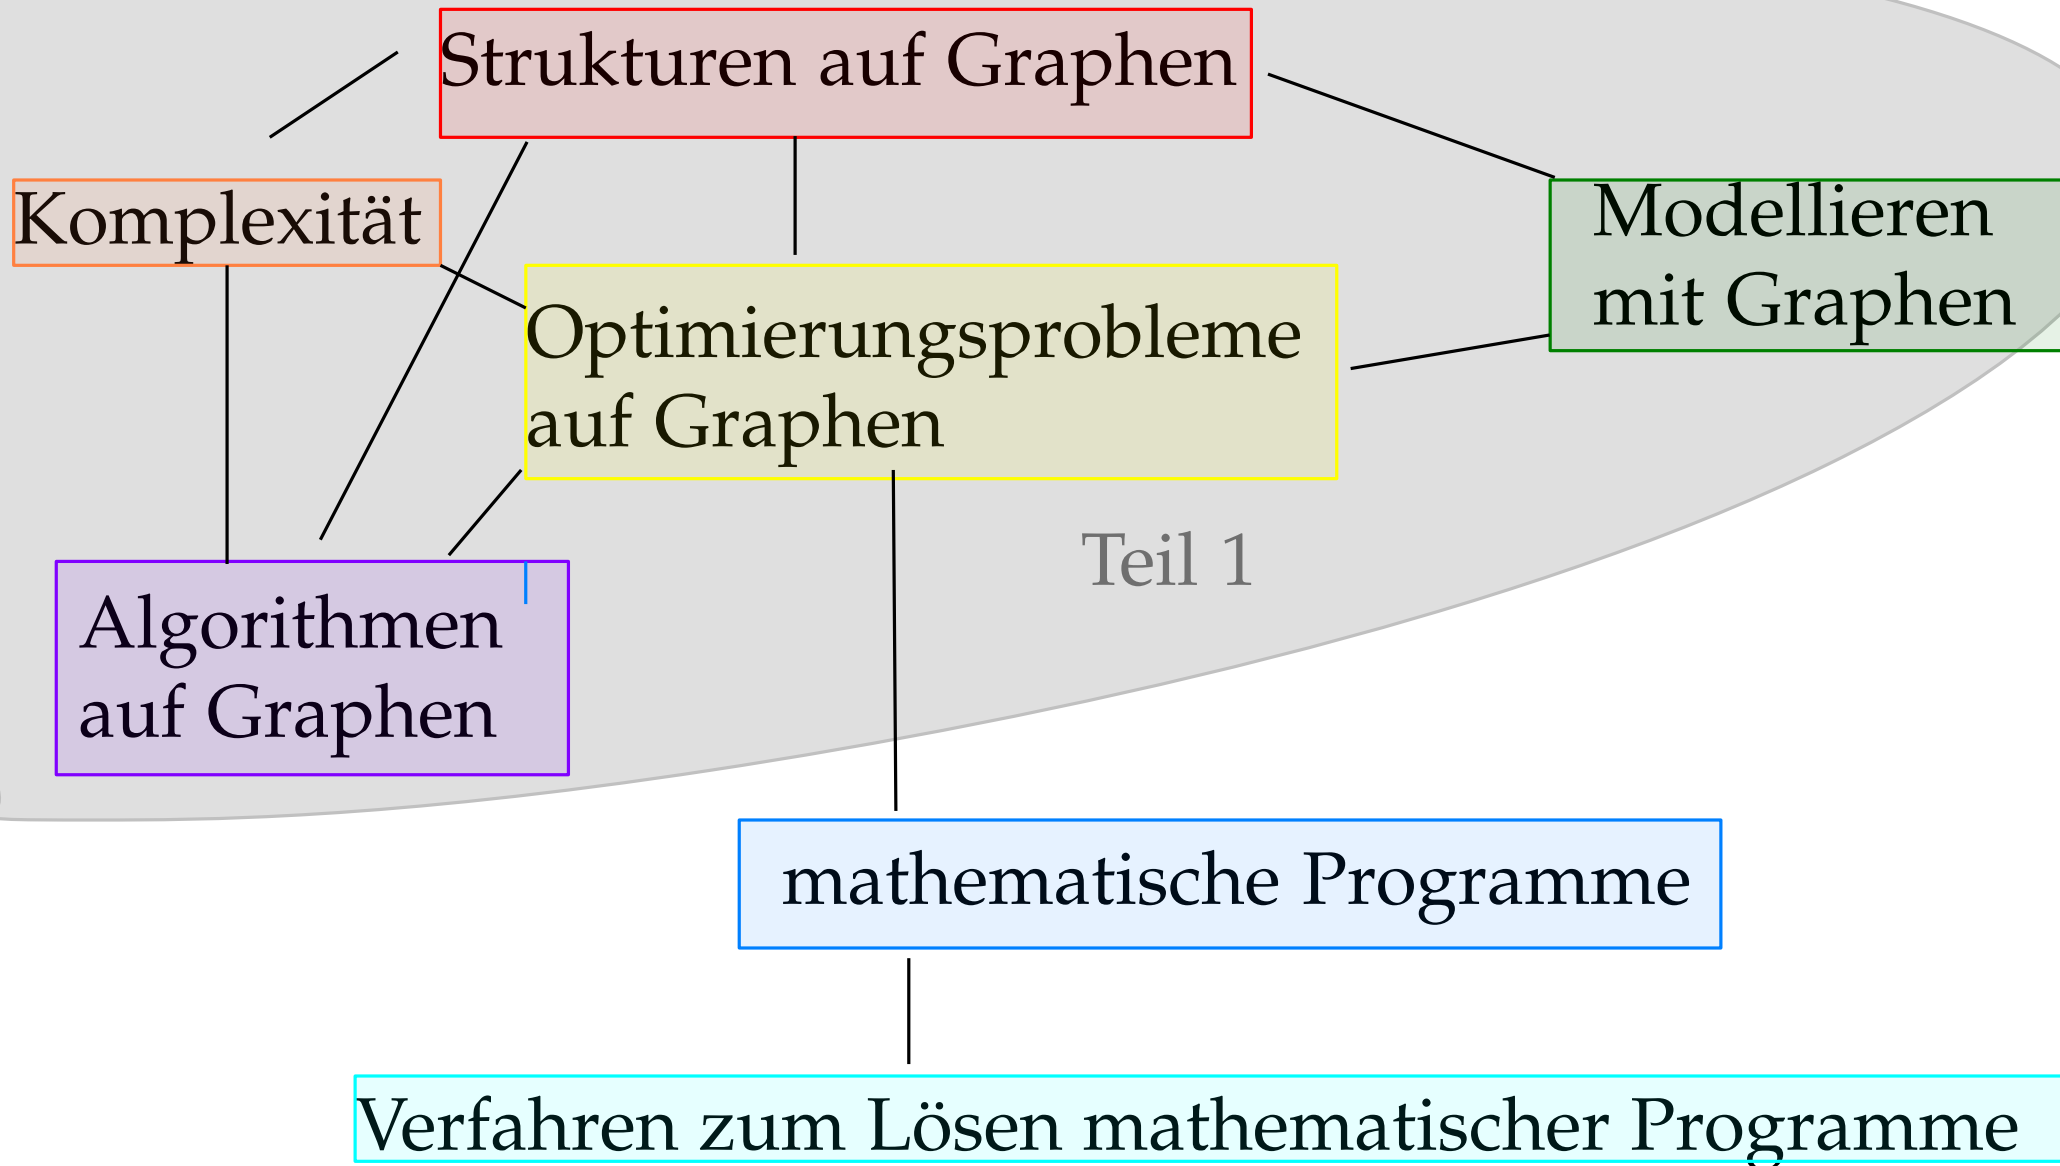 Strukturen auf Graphen
Komplexität
Modellieren
mit Graphen
Optimierungsprobleme
auf Graphen
Teil 1
Algorithmen
auf Graphen
mathematische Programme
Verfahren zum Lösen mathematischer Programme